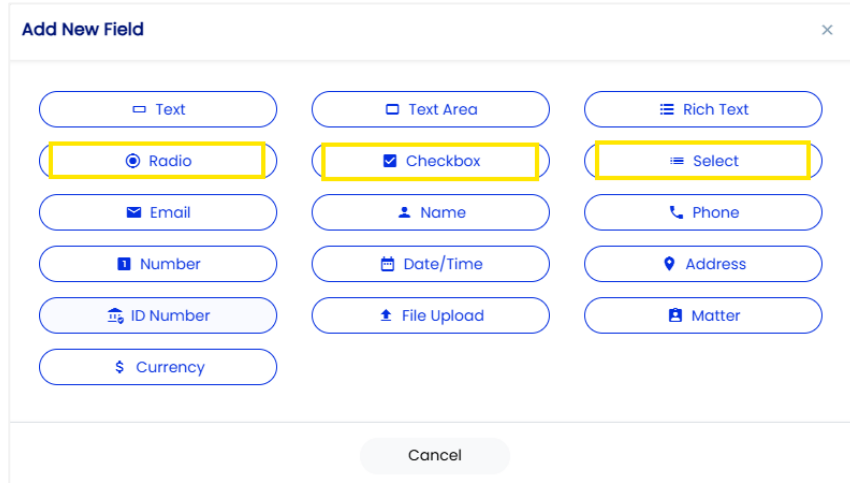 Add New Field
Text
Text Area
Rich Text
Radio
Checkbox
Select
Email
Name
Phone
Number
Date/Time
Address
ID Number
File Upload
Matter
$ Currency
Cancel